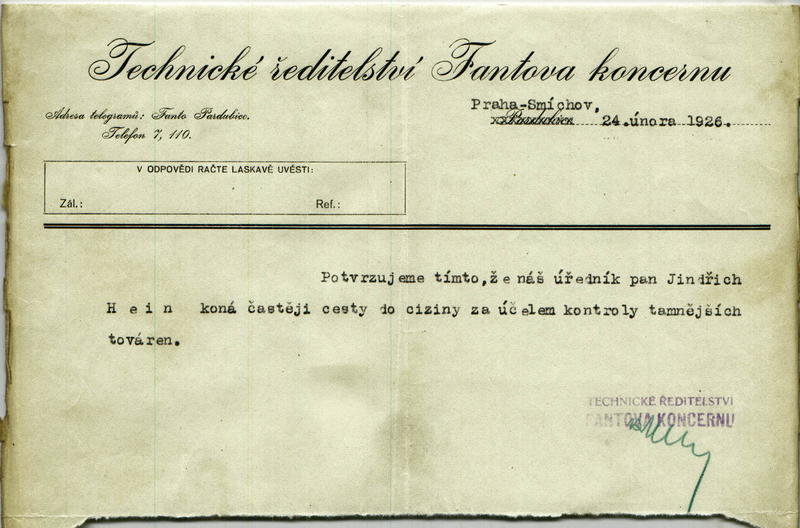 Technické ředitelství Fantova koncernu
Praha-Smíchov,
Adresa telegramů: Fanto Pardubice.
Pardubice 24.února 1926.
Telefon 7, 110.
V ODPOVĚDI RAČTE LASKAVĚ UVÉSTI:
Zál.: Ref.:
Potvrzujeme tímto,že náš úředník pan Jindřich
H e i n koná častěji cesty do ciziny za účelem kontroly tamnějších
továren.
TECHNICKÉ ŘEDITELSTVÍ
FANTOVA KONCERNU